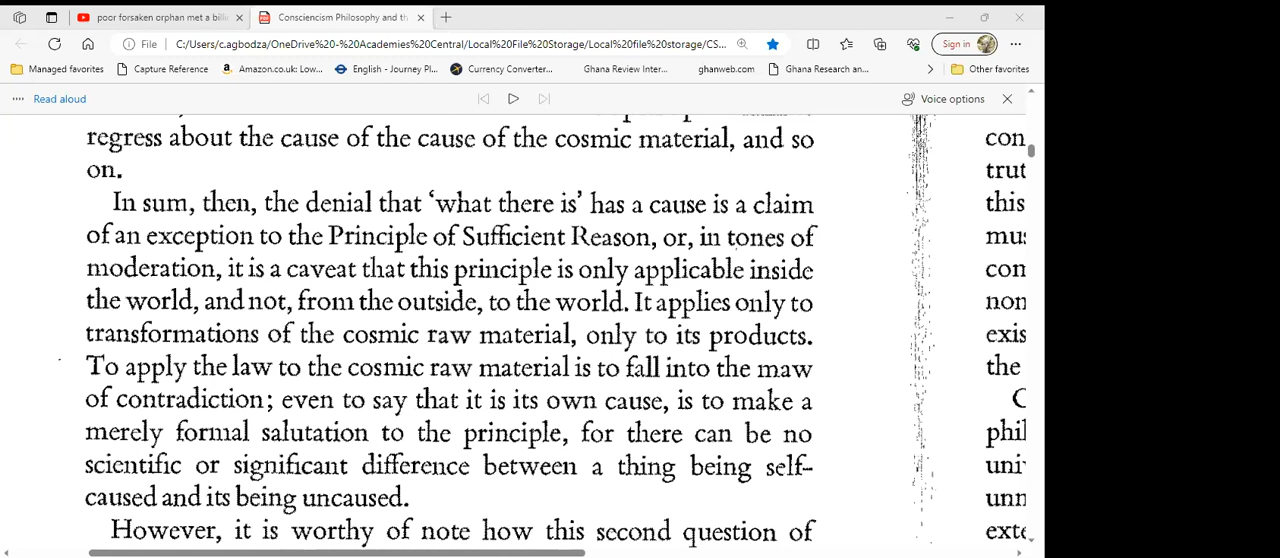 poor forsaken orphan met a billi
Consciencism Philosophy and th
File
C:/Users/c.agbodza/OneDrive%20-%20Academies%20Central/Local%20File%20Storage/Local%20file%20storage/CS...
Sign in
Managed favorites
Capture Reference
Amazon.co.uk: Low...
English - Journey Pl...
Currency Converter...
Ghana Review Inter...
ghanweb.com
Ghana Research an...
Other favorites
Read aloud
Voice options
regress about the cause of the cause of the cosmic material, and so
on.
In sum, then, the denial that ‘what there is’ has a cause is a claim
of an exception to the Principle of Sufficient Reason, or, in tones of
moderation, it is a caveat that this principle is only applicable inside
the world, and not, from the outside, to the world. It applies only to
transformations of the cosmic raw material, only to its products.
To apply the law to the cosmic raw material is to fall into the maw
of contradiction; even to say that it is its own cause, is to make a
merely formal salutation to the principle, for there can be no
scientific or significant difference between a thing being self-
caused and its being uncaused.
However, it is worthy of note how this second question of
con
trut
this
mus
com
non
exis
the
C
phil
uni
unn
exte